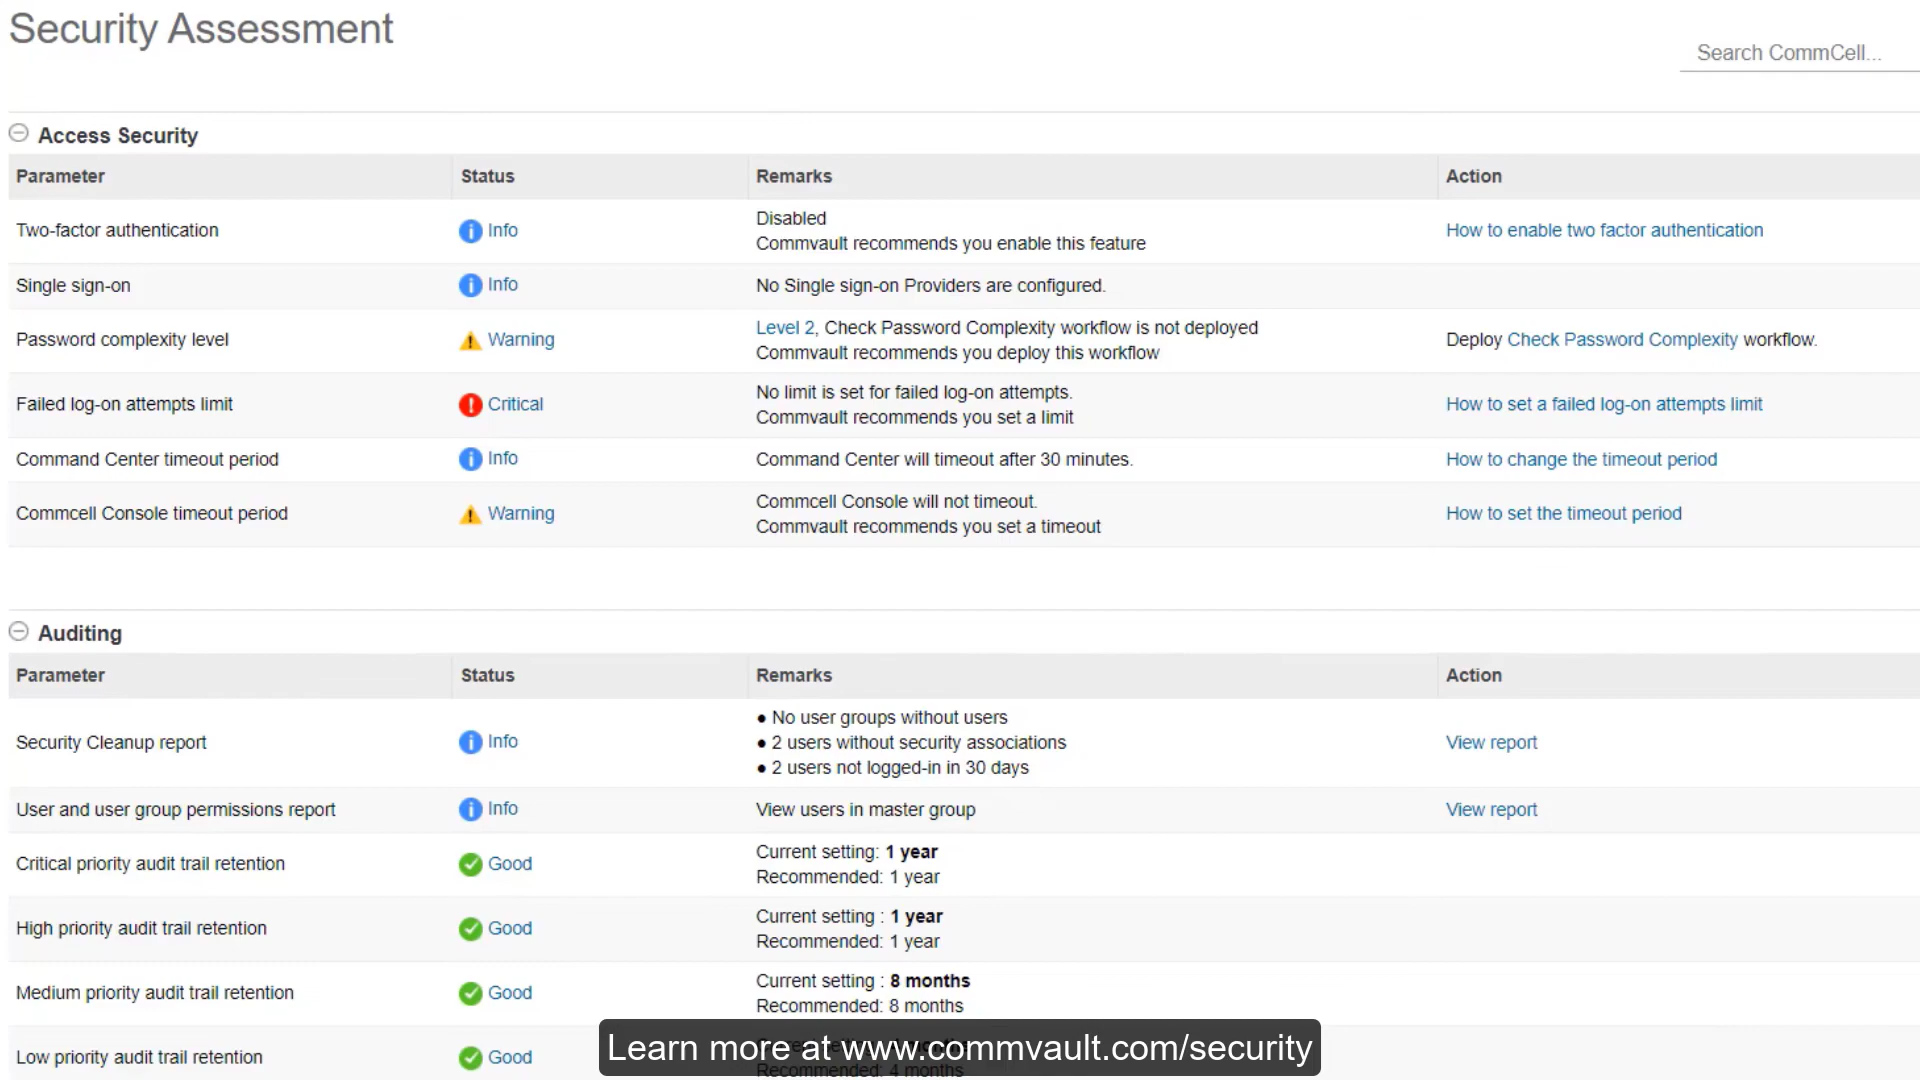 Security Assessment
Search CommCell...
Access Security
Parameter Status Remarks Action
Two-factor authentication Info Disabled
Commvault recommends you enable this feature How to enable two factor authentication
Single sign-on Info No Single sign-on Providers are configured.
Password complexity level Warning Level 2, Check Password Complexity workflow is not deployed
Commvault recommends you deploy this workflow Deploy Check Password Complexity workflow.
Failed log-on attempts limit Critical No limit is set for failed log-on attempts.
Commvault recommends you set a limit How to set a failed log-on attempts limit
Command Center timeout period Info Command Center will timeout after 30 minutes. How to change the timeout period
Commcell Console timeout period Warning Commcell Console will not timeout.
Commvault recommends you set a timeout How to set the timeout period
Auditing
Parameter Status Remarks Action
Security Cleanup report Info ● No user groups without users
● 2 users without security associations
● 2 users not logged-in in 30 days View report
User and user group permissions report Info View users in master group View report
Critical priority audit trail retention Good Current setting: 1 year
Recommended: 1 year
High priority audit trail retention Good Current setting : 1 year
Recommended: 1 year
Medium priority audit trail retention Good Current setting : 8 months
Recommended: 8 months
Low priority audit trail retention Good
Recommended: 4 months
Learn more at www.commvault.com/security